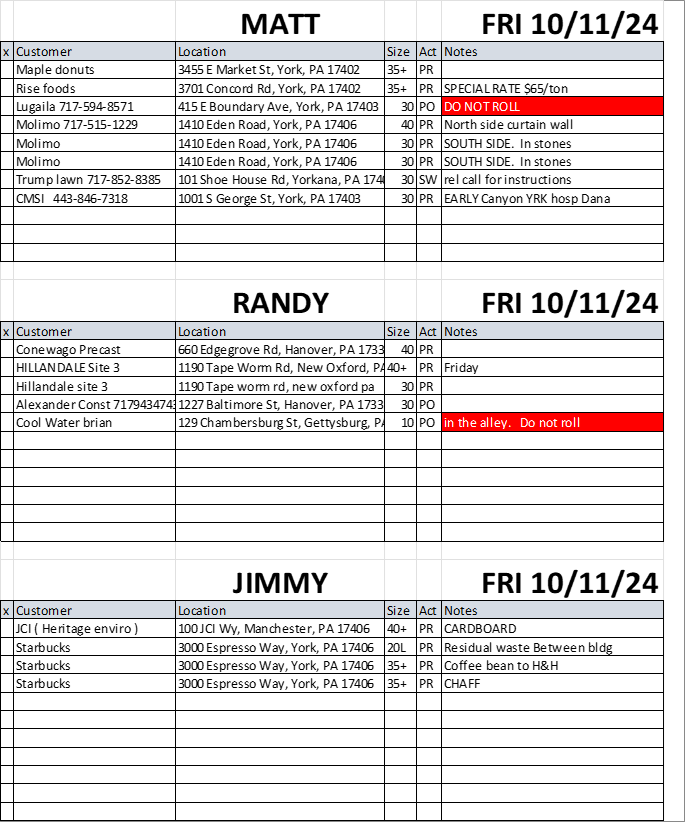 MATT FRI 10/11/24
x Customer Location Size Act Notes
Maple donuts 3455 E Market St, York, PA 17402 35+ PR
Rise foods 3701 Concord Rd, York, PA 17402 35+ PR SPECIAL RATE $65/ton
Lugaila 717-594-8571 415 E Boundary Ave, York, PA 17403 30 PO DO NOT ROLL
Molimo 717-515-1229 1410 Eden Road, York, PA 17406 40 PR North side curtain wall
Molimo 1410 Eden Road, York, PA 17406 30 PR SOUTH SIDE. In stones
Molimo 1410 Eden Road, York, PA 17406 30 PR SOUTH SIDE. In stones
Trump lawn 717-852-8385 101 Shoe House Rd, Yorkana, PA 1740 30 SW rel call for instructions
CMSI 443-846-7318 1001 S George St, York, PA 17403 30 PR EARLY Canyon YRK hosp Dana
RANDY FRI 10/11/24
x Customer Location Size Act Notes
Conewago Precast 660 Edgegrove Rd, Hanover, PA 1733 40 PR
HILLANDALE Site 3 1190 Tape Worm Rd, New Oxford, PA 40+ PR Friday
Hillandale site 3 1190 Tape worm rd, new oxford pa 30 PR
Alexander Const 7179434743 1227 Baltimore St, Hanover, PA 1733 30 PO
Cool Water brian 129 Chambersburg St, Gettysburg, PA 10 PO in the alley. Do not roll
JIMMY FRI 10/11/24
x Customer Location Size Act Notes
JCI ( Heritage enviro ) 100 JCI Wy, Manchester, PA 17406 40+ PR CARDBOARD
Starbucks 3000 Espresso Way, York, PA 17406 20L PR Residual waste Between bldg
Starbucks 3000 Espresso Way, York, PA 17406 35+ PR Coffee bean to H&H
Starbucks 3000 Espresso Way, York, PA 17406 35+ PR CHAFF